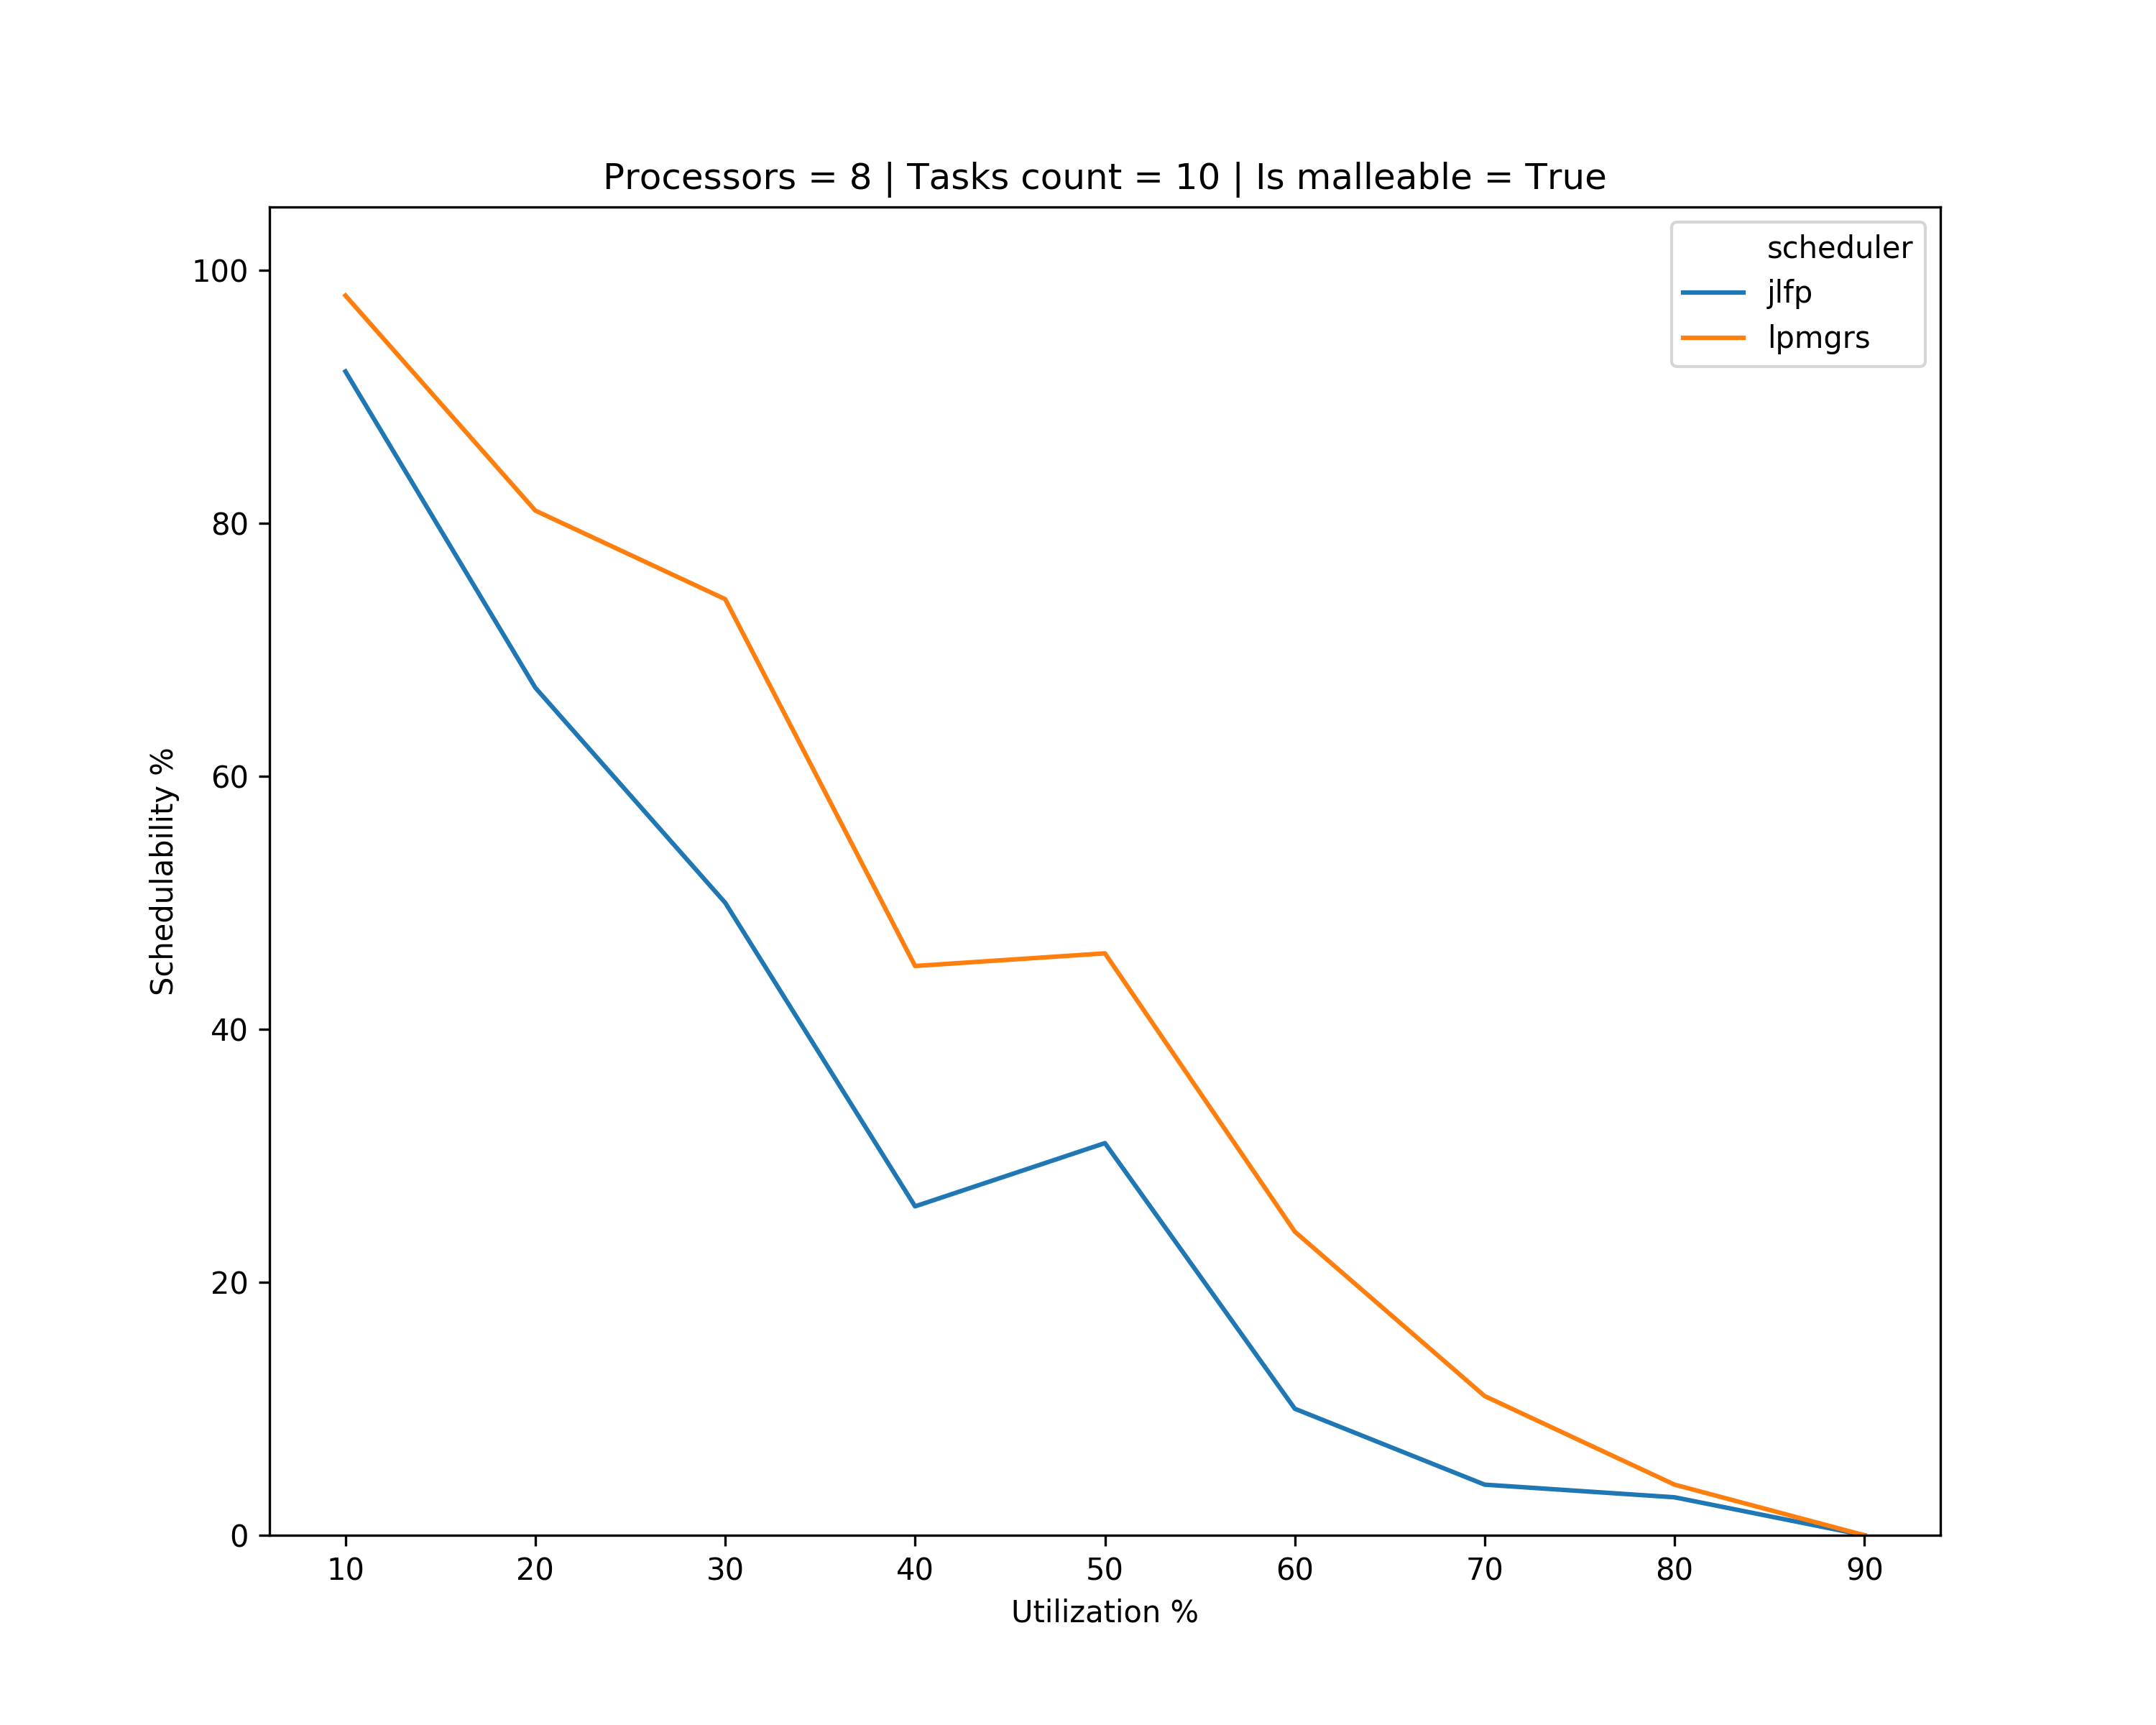 Processors = 8 | Tasks count = 10 | Is malleable = True
scheduler
jlfp
lpmgrs
Schedulability %
100
80
60
40
20
0
10 20 30 40 50 60 70 80 90
Utilization %